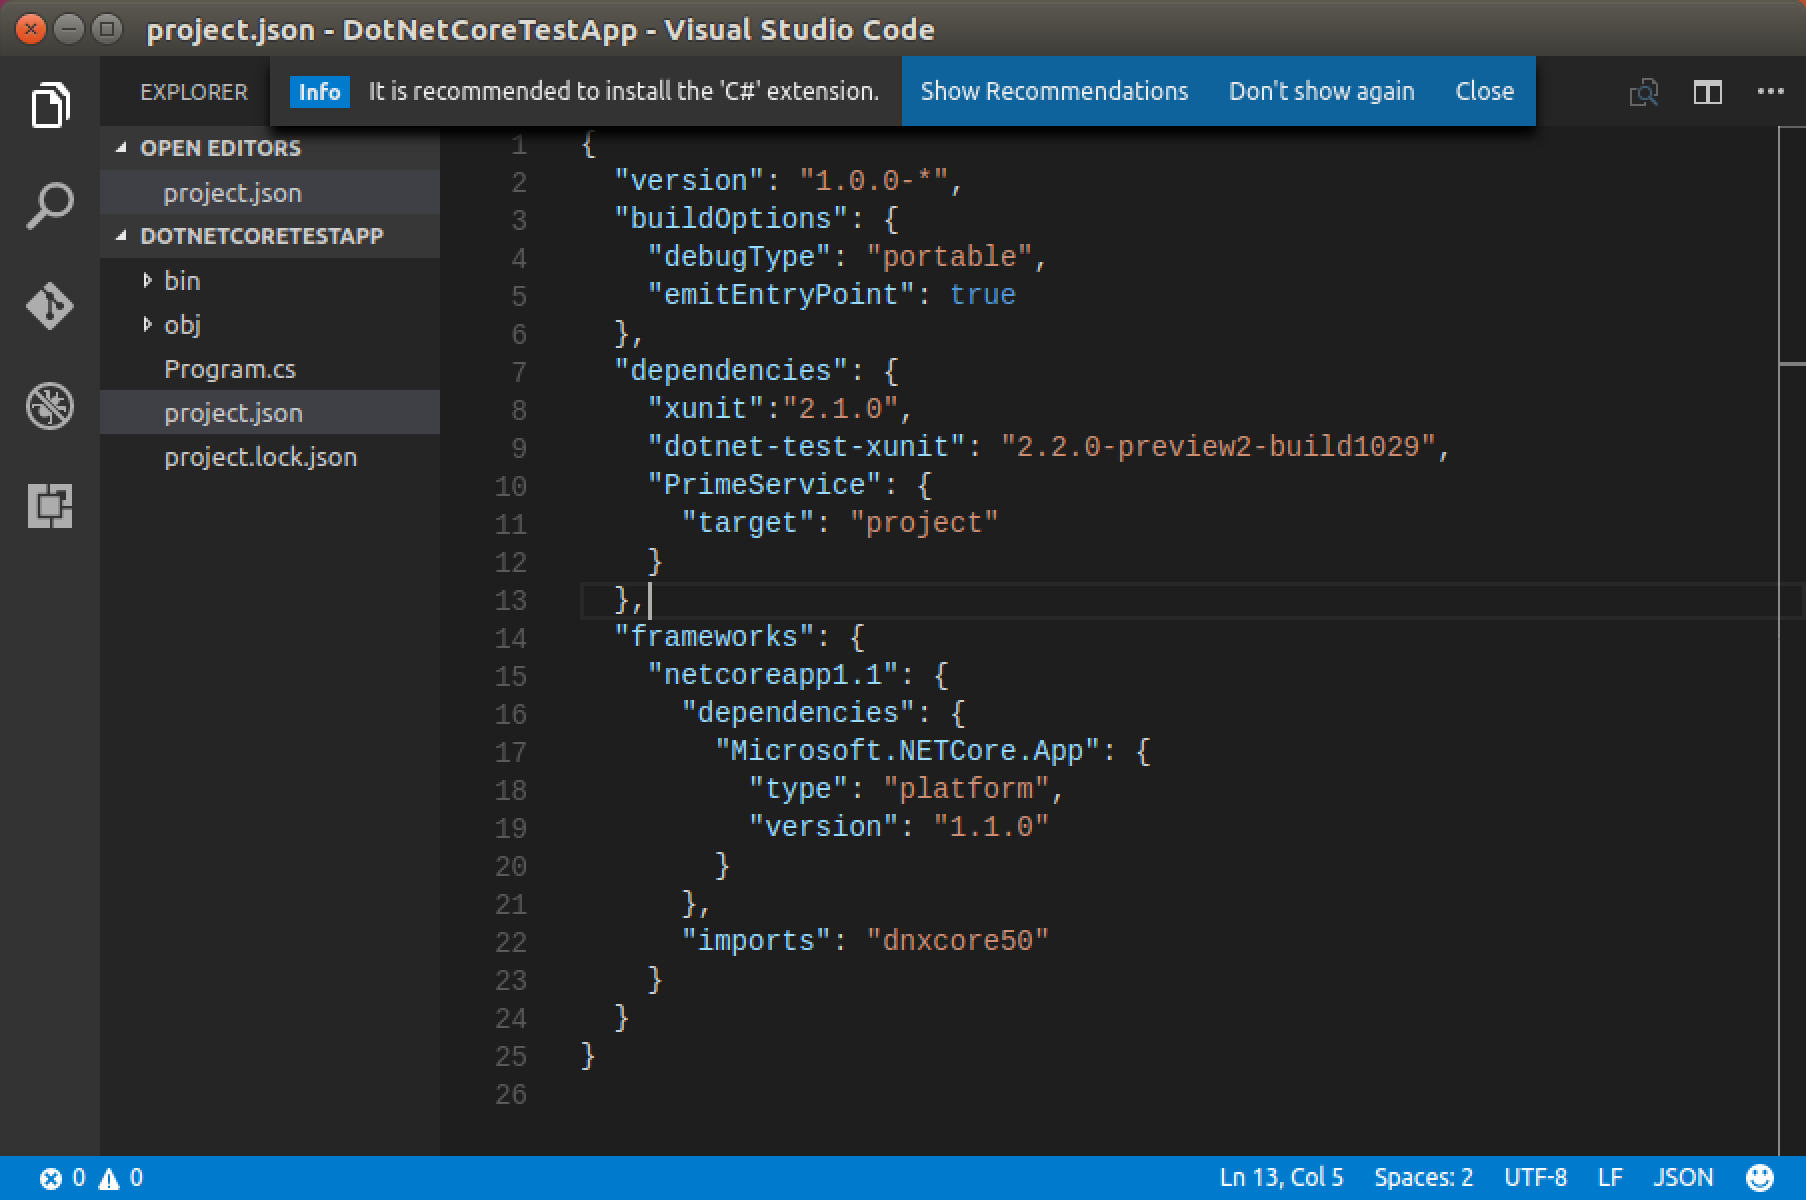 project.json - DotNetCoreTestApp - Visual Studio Code
EXPLORER
Info It is recommended to install the 'C#' extension. Show Recommendations Don't show again Close
OPEN EDITORS
project.json
DOTNETCORETESTAPP
bin
obj
Program.cs
project.json
project.lock.json
1 {
2   "version": "1.0.0-*",
3   "buildOptions": {
4     "debugType": "portable",
5     "emitEntryPoint": true
6   },
7   "dependencies": {
8     "xunit":"2.1.0",
9     "dotnet-test-xunit": "2.2.0-preview2-build1029",
10     "PrimeService": {
11       "target": "project"
12     }
13   },
14   "frameworks": {
15     "netcoreapp1.1": {
16       "dependencies": {
17         "Microsoft.NETCore.App": {
18           "type": "platform",
19           "version": "1.1.0"
20         }
21       },
22       "imports": "dnxcore50"
23     }
24   }
25 }
26
0 0 Ln 13, Col 5 Spaces: 2 UTF-8 LF JSON